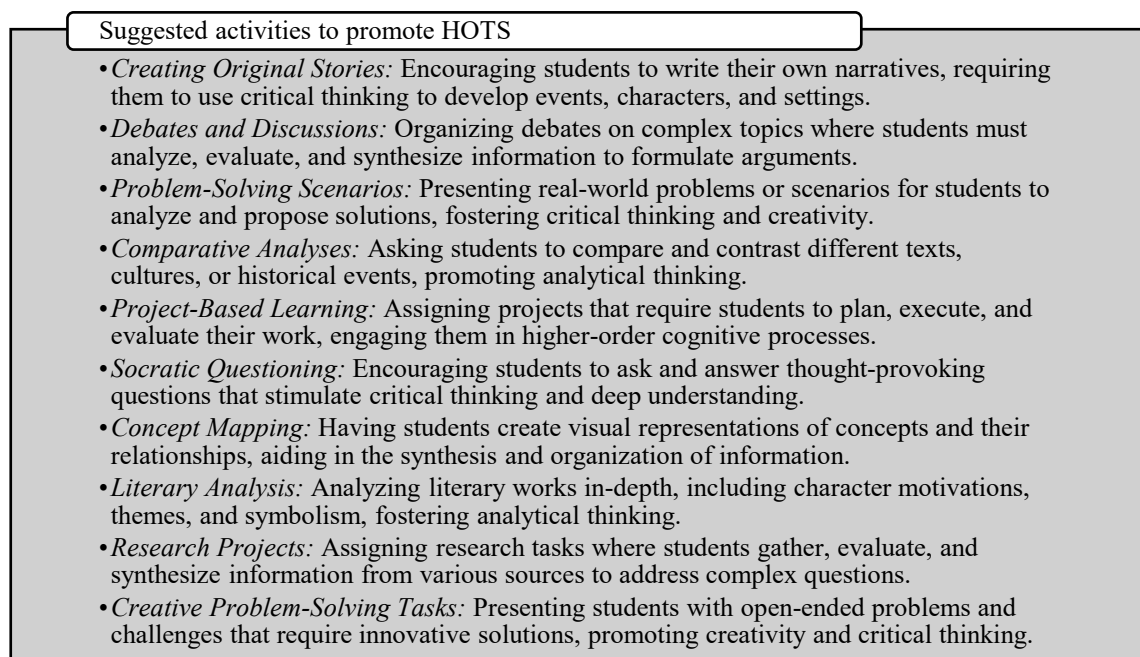 Suggested activities to promote HOTS
•Creating Original Stories: Encouraging students to write their own narratives, requiring
them to use critical thinking to develop events, characters, and settings.
•Debates and Discussions: Organizing debates on complex topics where students must
analyze, evaluate, and synthesize information to formulate arguments.
•Problem-Solving Scenarios: Presenting real-world problems or scenarios for students to
analyze and propose solutions, fostering critical thinking and creativity.
•Comparative Analyses: Asking students to compare and contrast different texts,
cultures, or historical events, promoting analytical thinking.
•Project-Based Learning: Assigning projects that require students to plan, execute, and
evaluate their work, engaging them in higher-order cognitive processes.
•Socratic Questioning: Encouraging students to ask and answer thought-provoking
questions that stimulate critical thinking and deep understanding.
•Concept Mapping: Having students create visual representations of concepts and their
relationships, aiding in the synthesis and organization of information.
•Literary Analysis: Analyzing literary works in-depth, including character motivations,
themes, and symbolism, fostering analytical thinking.
•Research Projects: Assigning research tasks where students gather, evaluate, and
synthesize information from various sources to address complex questions.
•Creative Problem-Solving Tasks: Presenting students with open-ended problems and
challenges that require innovative solutions, promoting creativity and critical thinking.